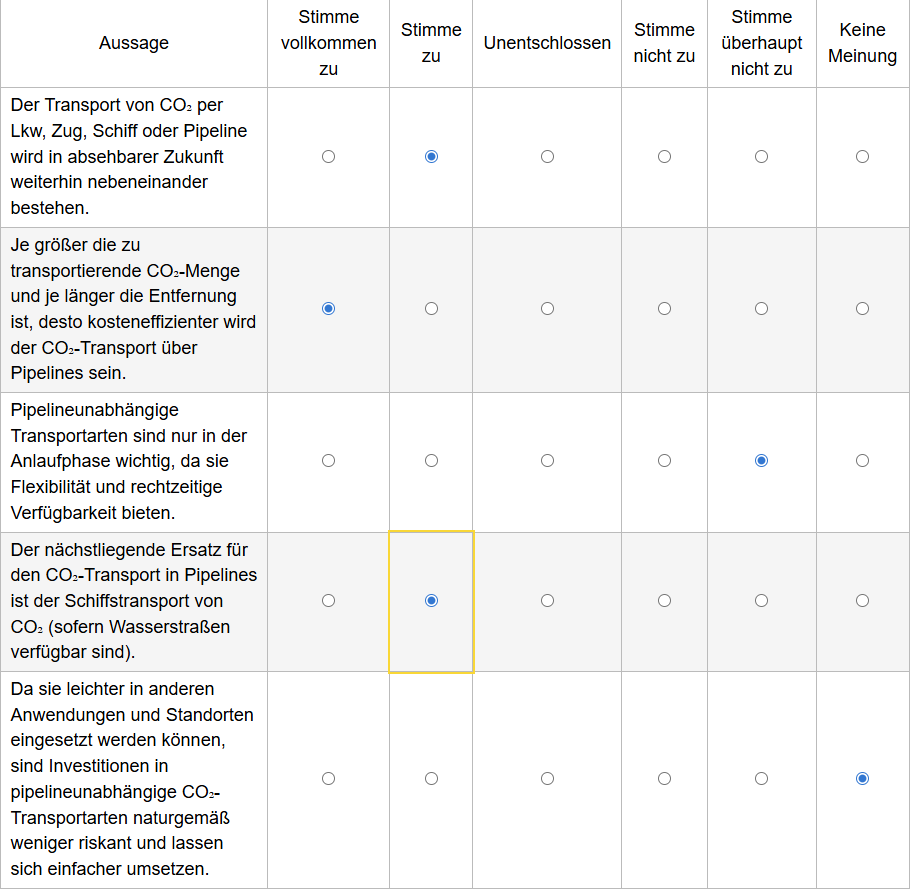 Aussage
Stimme
vollkommen
zu
Stimme
zu
Unentschlossen
Stimme
nicht zu
Stimme
überhaupt
nicht zu
Keine
Meinung
Der Transport von CO₂ per
Lkw, Zug, Schiff oder Pipeline
wird in absehbarer Zukunft
weiterhin nebeneinander
bestehen.
Je größer die zu
transportierende CO₂-Menge
und je länger die Entfernung
ist, desto kosteneffizienter wird
der CO₂-Transport über
Pipelines sein.
Pipelineunabhängige
Transportarten sind nur in der
Anlaufphase wichtig, da sie
Flexibilität und rechtzeitige
Verfügbarkeit bieten.
Der nächstliegende Ersatz für
den CO₂-Transport in Pipelines
ist der Schiffstransport von
CO₂ (sofern Wasserstraßen
verfügbar sind).
Da sie leichter in anderen
Anwendungen und Standorten
eingesetzt werden können,
sind Investitionen in
pipelineunabhängige CO₂-
Transportarten naturgemäß
weniger riskant und lassen
sich einfacher umsetzen.